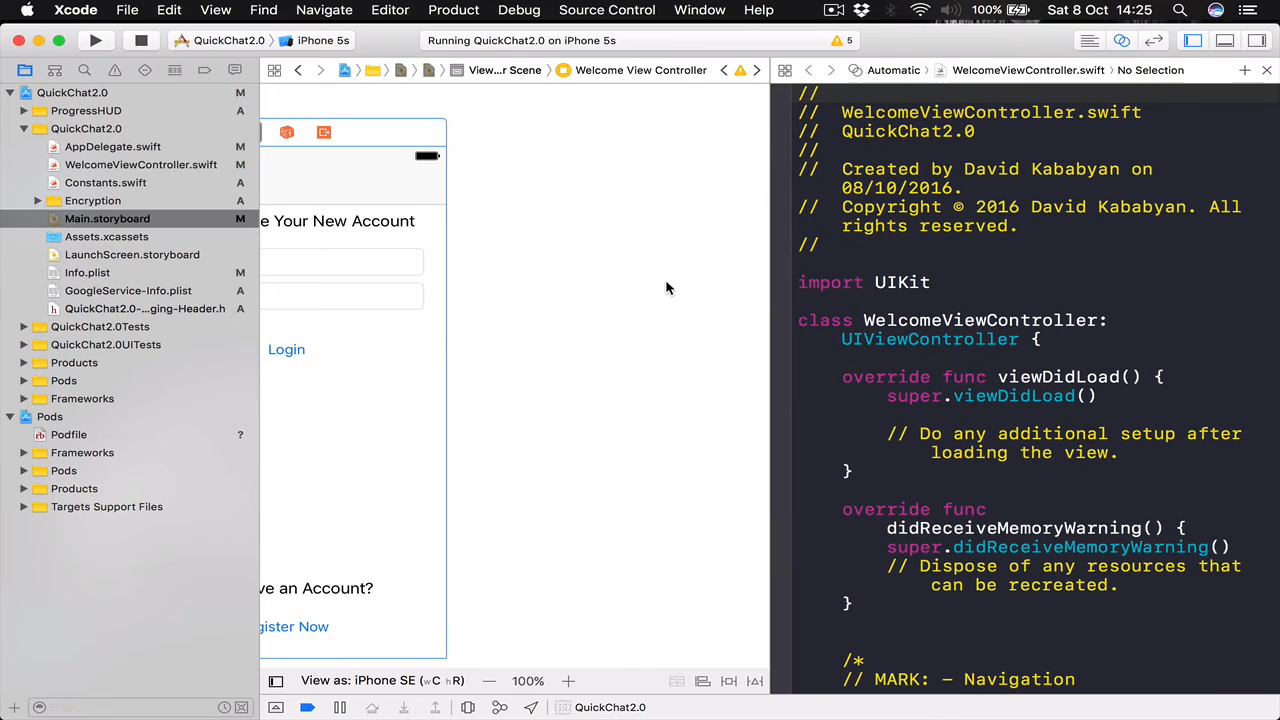 Xcode File Edit View Find Navigate Editor Product Debug Source Control Window Help 100% Sat 8 Oct 14:25
QuickChat2.0 iPhone 5s Running QuickChat2.0 on iPhone 5s 5
View...r Scene Welcome View Controller Automatic WelcomeViewController.swift No Selection
QuickChat2.0 M
ProgressHUD A
QuickChat2.0
AppDelegate.swift M
WelcomeViewController.swift A
Constants.swift A
Encryption A
Main.storyboard M
Assets.xcassets
LaunchScreen.storyboard
Info.plist M
GoogleService-Info.plist A
QuickChat2.0-...ging-Header.h A
QuickChat2.0Tests
QuickChat2.0UITests
Products
Pods
Frameworks
Pods
Podfile ?
Frameworks
Pods
Products
Targets Support Files
e Your New Account
Login
ve an Account?
gister Now
View as: iPhone SE (wC hR) — 100% +
//
// WelcomeViewController.swift
// QuickChat2.0
//
// Created by David Kababyan on
08/10/2016.
// Copyright © 2016 David Kababyan. All
rights reserved.
//
import UIKit
class WelcomeViewController:
UIViewController {
override func viewDidLoad() {
super.viewDidLoad()
// Do any additional setup after
loading the view.
}
override func
didReceiveMemoryWarning() {
super.didReceiveMemoryWarning()
// Dispose of any resources that
can be recreated.
}
/*
// MARK: - Navigation
Filter
QuickChat2.0